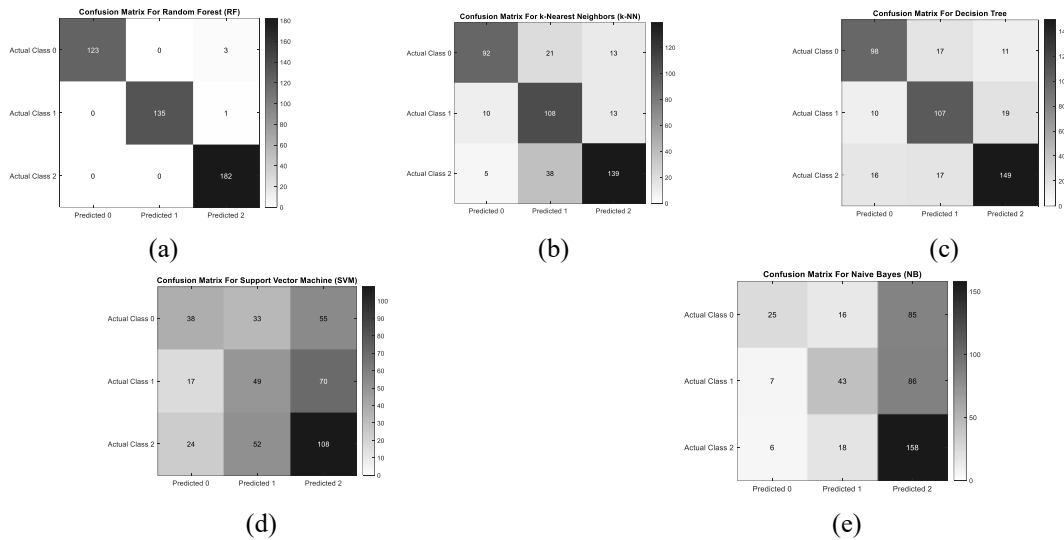 Confusion Matrix For Random Forest (RF)
Actual Class 0 123 0 3
Actual Class 1 0 135 1
Actual Class 2 0 0 182
Predicted 0 Predicted 1 Predicted 2
180
160
140
120
100
80
60
40
20
0
(a)
Confusion Matrix For k-Nearest Neighbors (k-NN)
Actual Class 0 92 21 13
Actual Class 1 10 108 13
Actual Class 2 5 38 139
Predicted 0 Predicted 1 Predicted 2
120
100
80
60
40
20
0
(b)
Confusion Matrix For Decision Tree
Actual Class 0 98 17 11
Actual Class 1 10 107 19
Actual Class 2 16 17 149
Predicted 0 Predicted 1 Predicted 2
20
0
(c)
Confusion Matrix For Support Vector Machine (SVM)
Actual Class 0 38 33 55
Actual Class 1 17 49 70
Actual Class 2 24 52 108
Predicted 0 Predicted 1 Predicted 2
100
90
80
70
60
50
40
30
20
10
0
(d)
Confusion Matrix For Naive Bayes (NB)
Actual Class 0 25 16 85
Actual Class 1 7 43 86
Actual Class 2 6 18 158
Predicted 0 Predicted 1 Predicted 2
150
100
50
0
(e)